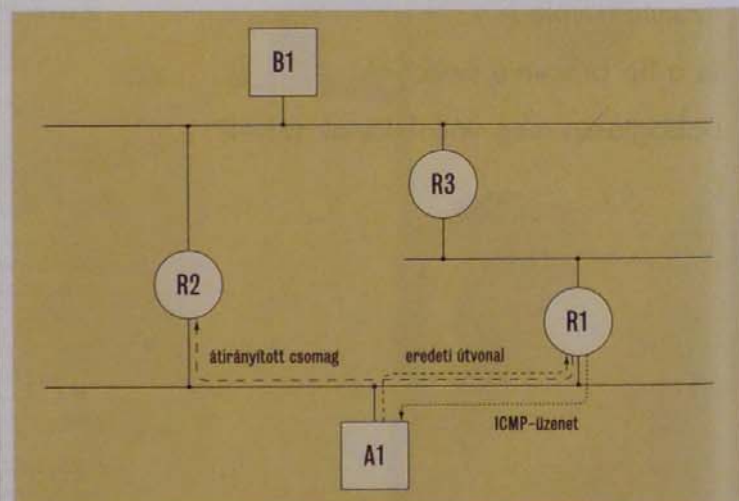 B1
R3
R2
R1
átirányított csomag
eredeti útvonal
ICMP-üzenet
A1